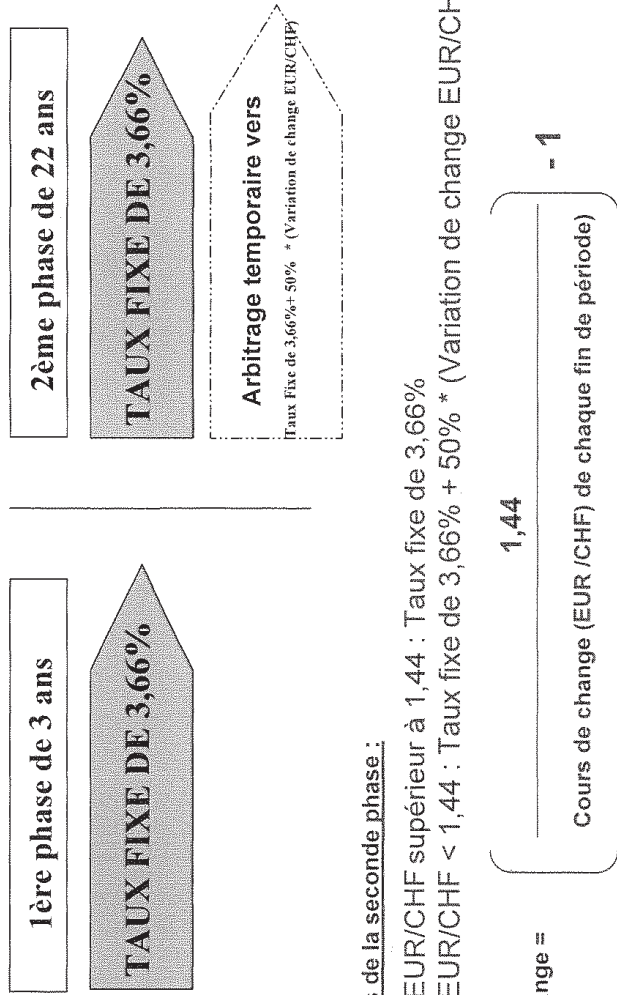 1ère phase de 3 ans
TAUX FIXE DE 3,66%
2ème phase de 22 ans
TAUX FIXE DE 3,66%
Arbitrage temporaire vers
Taux Fixe de 3,66%+ 50% * (Variation de change EUR/CHF)
s de la seconde phase :
EUR/CHF supérieur à 1,44 : Taux fixe de 3,66%
EUR/CHF < 1,44 : Taux fixe de 3,66% + 50% * (Variation de change EUR/CH
nge =
1,44
Cours de change (EUR /CHF) de chaque fin de période)
- 1